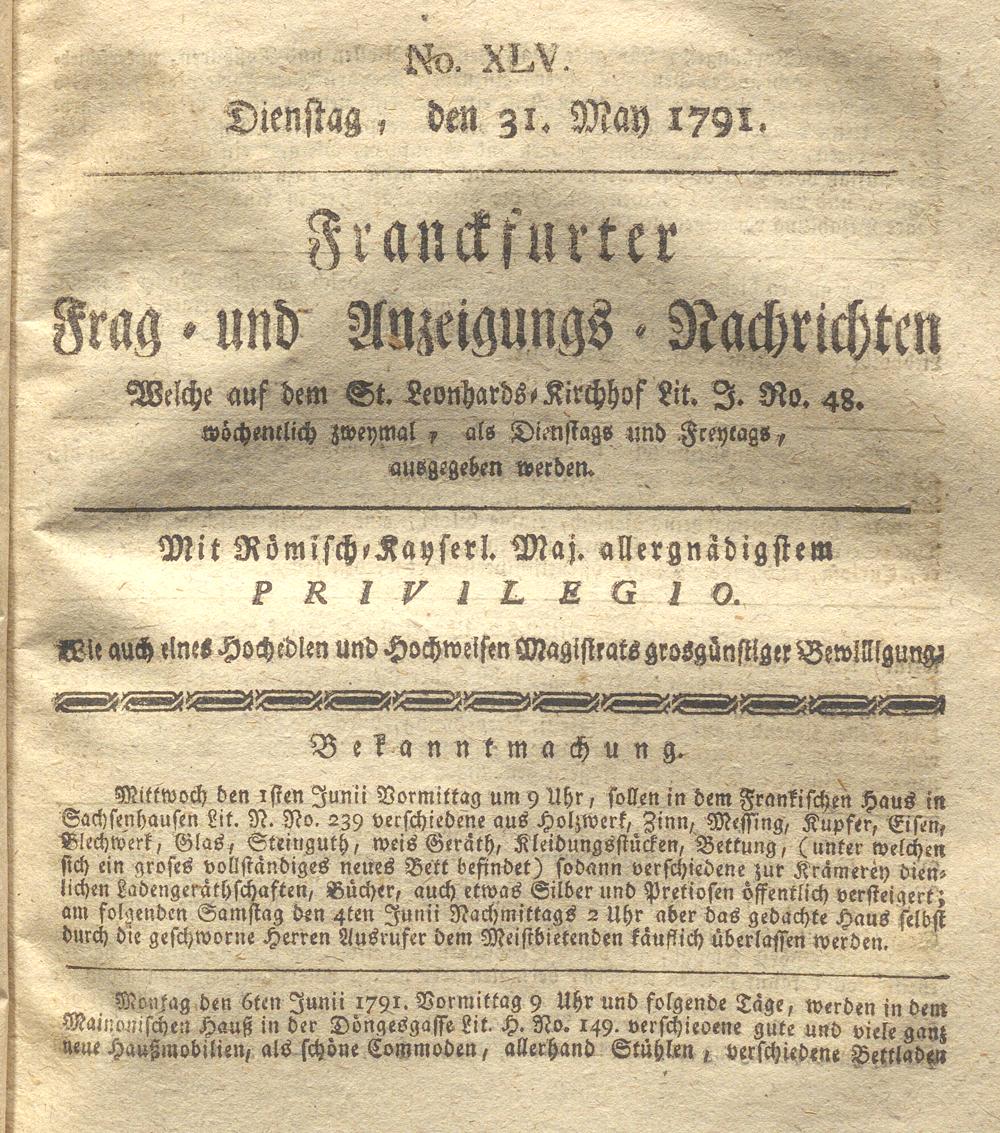 No. XLV.
Dienstag, den 31. May 1791.
Franckfurter
Frag - und Anzeigungs - Nachrichten
Welche auf dem St. Leonhards-Kirchhof Lit. J. No. 48.
wöchentlich zweymal, als Dienstags und Freytags,
ausgegeben werden.
Mit Römisch-Kayserl. Maj. allergnädigstem
PRIVILEGIO.
Wie auch eines Hochedlen und Hochweisen Magistrats grosgünstiger Bewilligung.
Bekanntmachung.
Mittwoch den 1sten Junii Vormittag um 9 Uhr, sollen in dem Frankischen Haus in
Sachsenhausen Lit. N. No. 239 verschiedene aus Holzwerk, Zinn, Messing, Kupfer, Eisen,
Blechwerk, Glas, Steinguth, weis Geräth, Kleidungsstücken, Bettung, (unter welchen
sich ein groses vollständiges neues Bett befindet) sodann verschiedene zur Krämerey dien-
lichen Ladengeräthschaften, Bücher, auch etwas Silber und Pretiosen öffentlich versteigert;
am folgenden Samstag den 4ten Junii Nachmittags 2 Uhr aber das gedachte Haus selbst
durch die geschworne Herren Ausrufer dem Meistbietenden käuflich überlassen werden.
Montag den 6ten Junii 1791. Vormittag 9 Uhr und folgende Täge, werden in dem
Mainonischen Hauß in der Döngesgasse Lit. H. No. 149. verschiedene gute und viele ganz
neue Haußmobilien, als schöne Commoden, allerhand Stühlen, verschiedene Bettladen